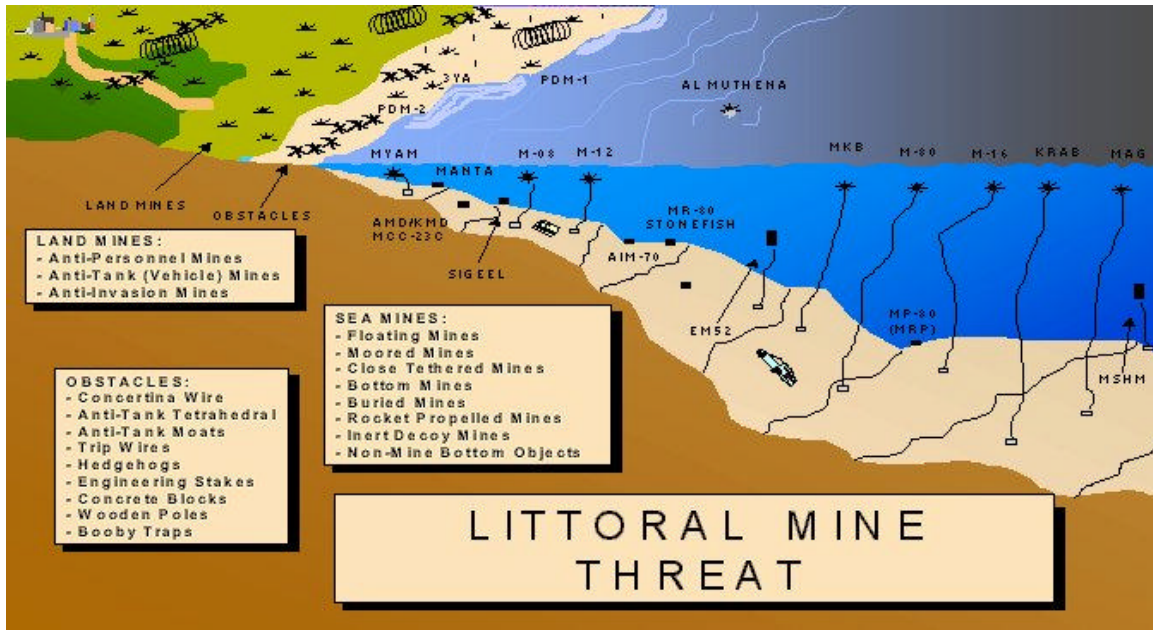 3YA
PDM-1
PDM-2
AL MUTHENA
MYAM
MANTA
M-08
M-12
MKB
M-80
M-16
KRAB
MAG
LAND MINES
OBSTACLES
AMD/KMD
MCC-23C
SIGEEL
MR-80
STONEFISH
AIM-70
EM52
MP-80
(MRP)
MSHM
LAND MINES:
- Anti-Personnel Mines
- Anti-Tank (Vehicle) Mines
- Anti-Invasion Mines
SEA MINES:
- Floating Mines
- Moored Mines
- Close Tethered Mines
- Bottom Mines
- Buried Mines
- Rocket Propelled Mines
- Inert Decoy Mines
- Non-Mine Bottom Objects
OBSTACLES:
- Concertina Wire
- Anti-Tank Tetrahedral
- Anti-Tank Moats
- Trip Wires
- Hedgehogs
- Engineering Stakes
- Concrete Blocks
- Wooden Poles
- Booby Traps
LITTORAL MINE
THREAT